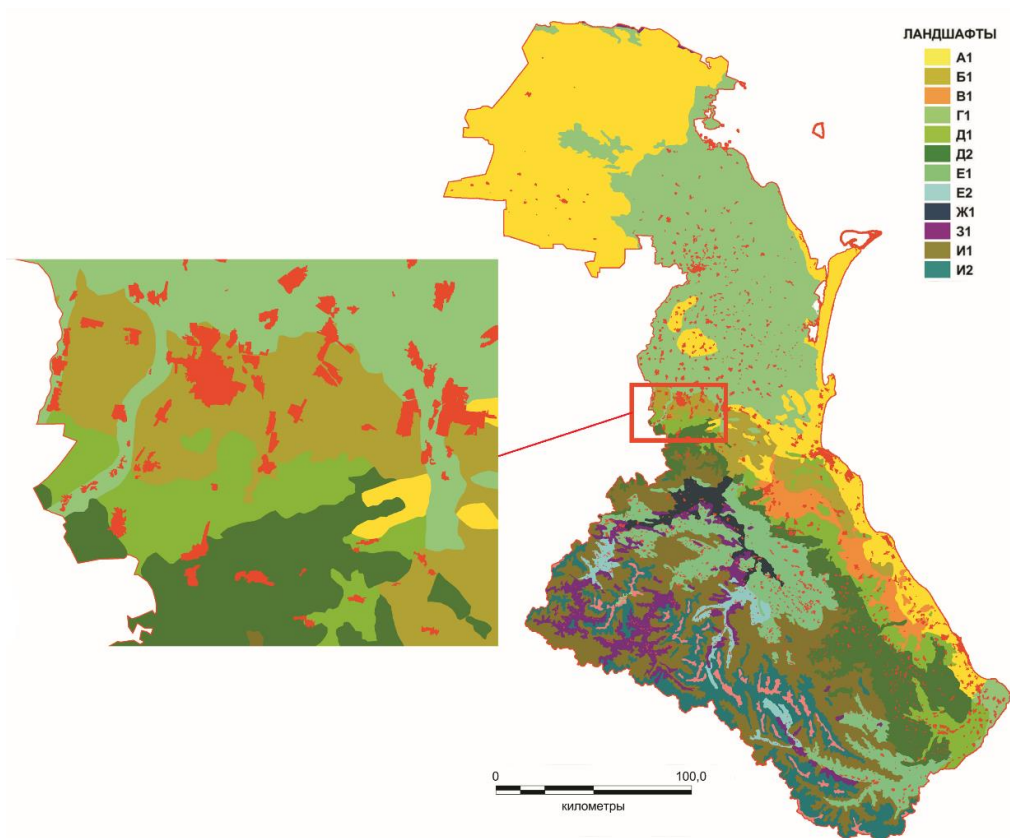 ЛАНДШАФТЫ
А1
Б1
В1
Г1
Д1
Д2
Е1
Е2
Ж1
З1
И1
И2
0 100,0
километры